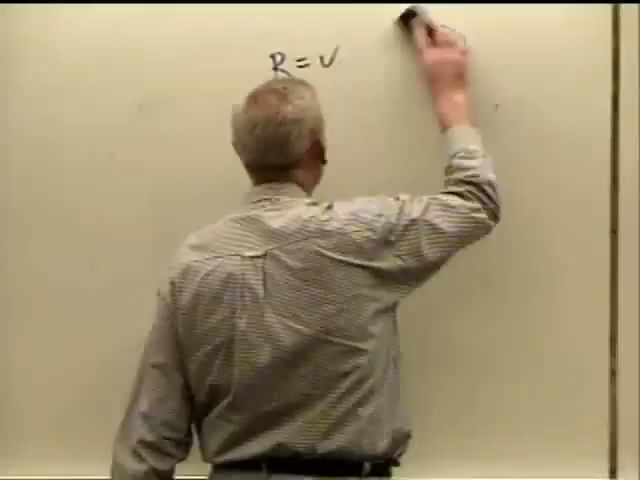 R = V